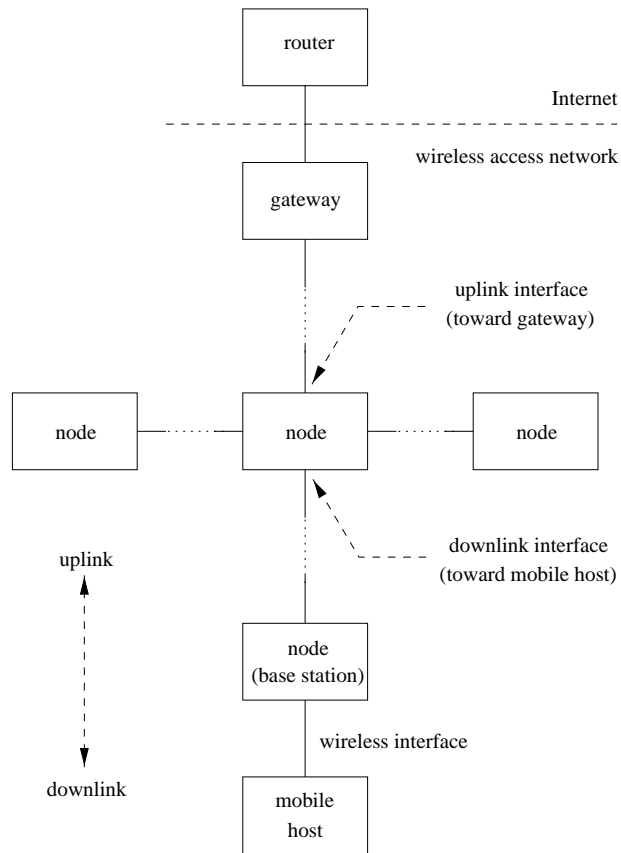 router
Internet
wireless access network
gateway
uplink interface
(toward gateway)
node
node
node
downlink interface
(toward mobile host)
uplink
node
(base station)
wireless interface
downlink
mobile
host